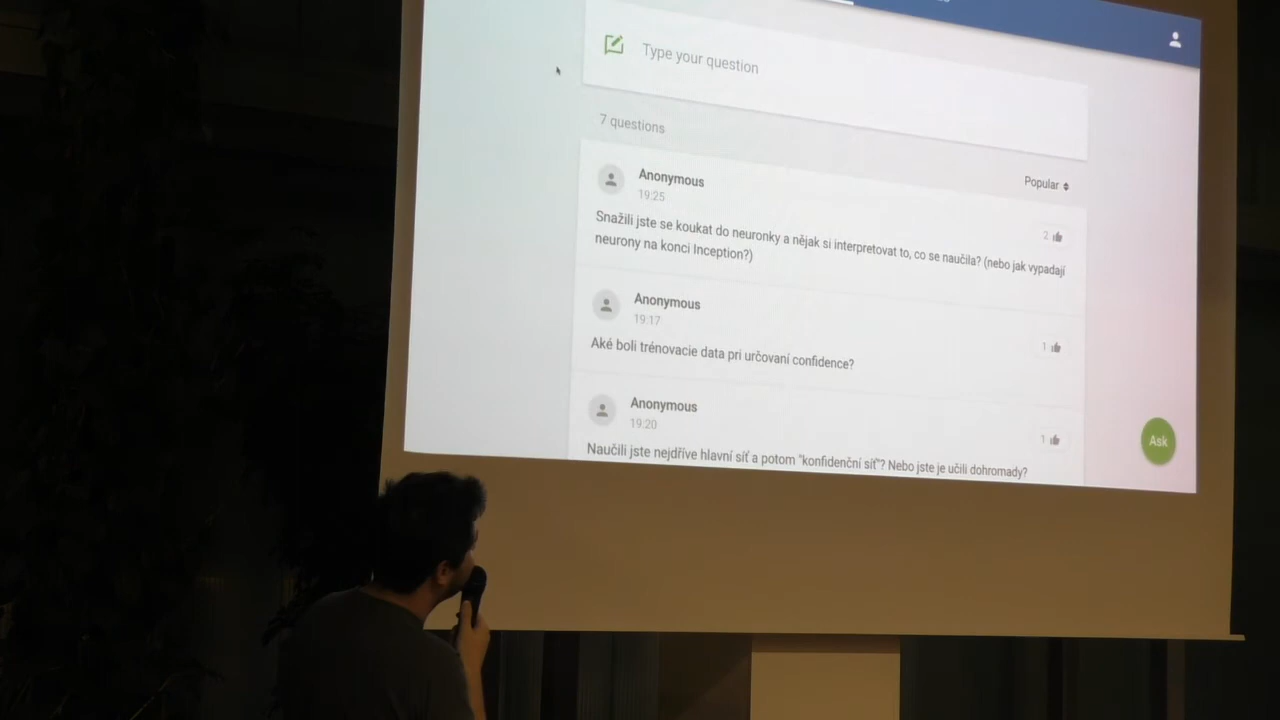 Type your question
7 questions
Popular
Anonymous
19:25
2
Snažili jste se koukat do neuronky a nějak si interpretovat to, co se naučila? (nebo jak vypadají
neurony na konci Inception?)
Anonymous
19:17
1
Aké boli trénovacie data pri určovaní confidence?
Anonymous
19:20
1
Naučili jste nejdříve hlavní síť a potom "konfidenční síť"? Nebo jste je učili dohromady?
Ask